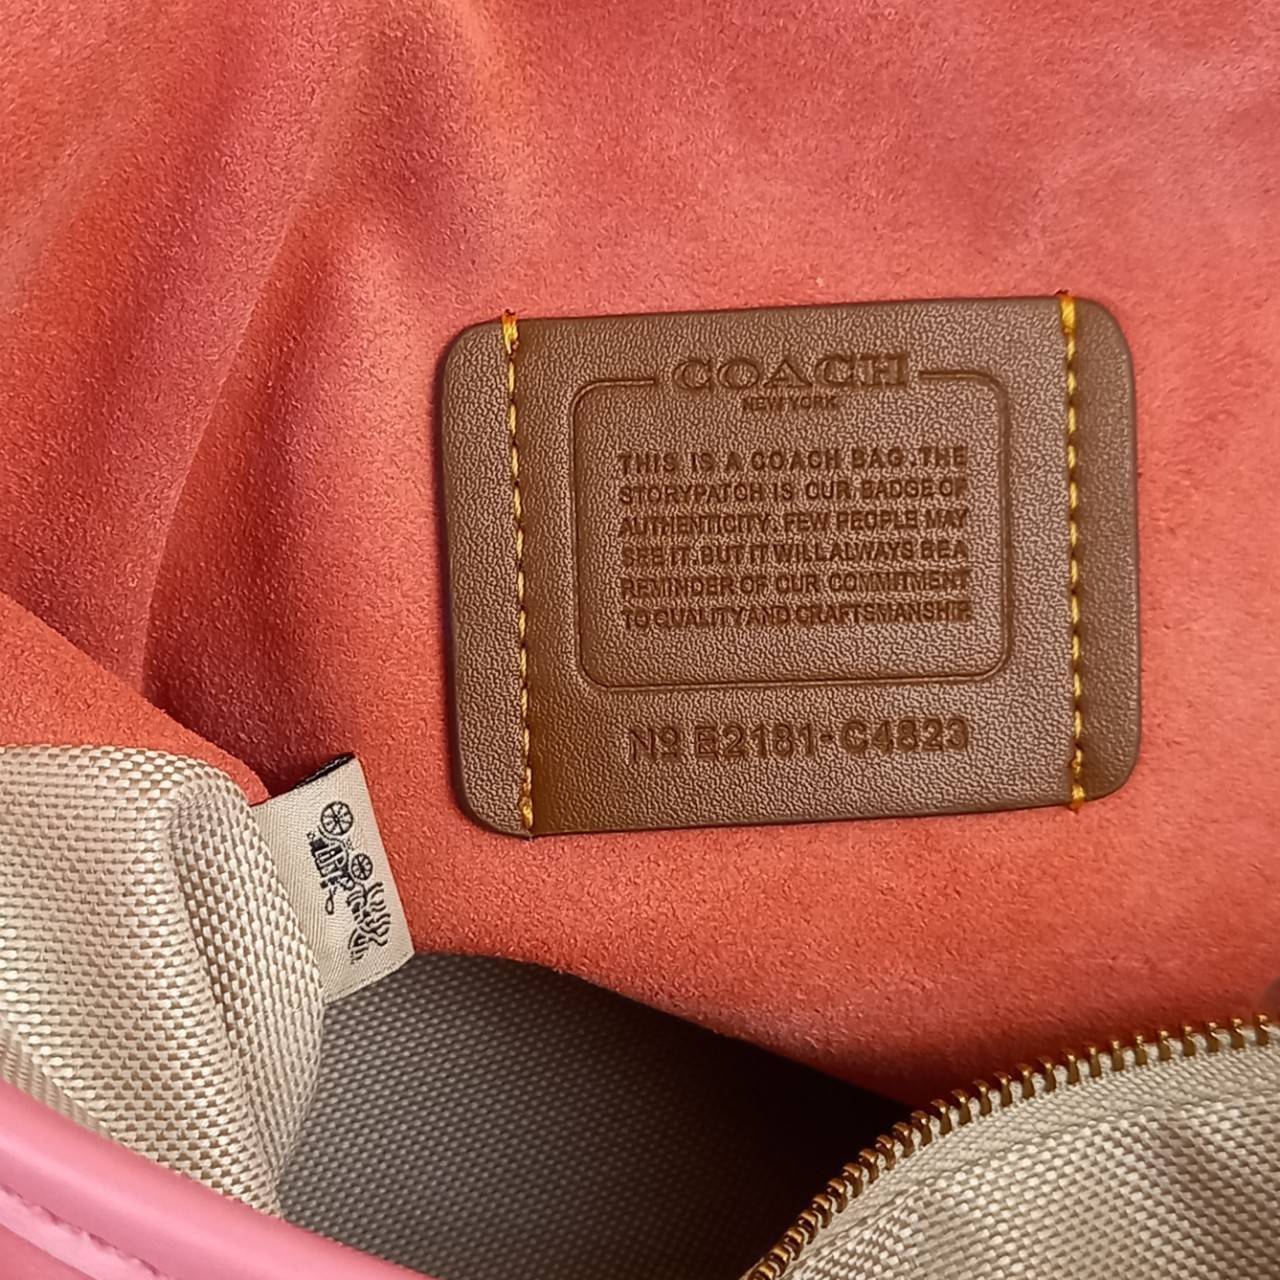 COACH
NEW YORK
THIS IS A COACH BAG.THE
STORYPATCH IS OUR BADGE OF
AUTHENTICITY. FEW PEOPLE MAY
SEE IT. BUT IT WILL ALWAYS BE A
REMINDER OF OUR COMMITMENT
TO QUALITY AND CRAFTSMANSHIP.
Nº E2181-C4823